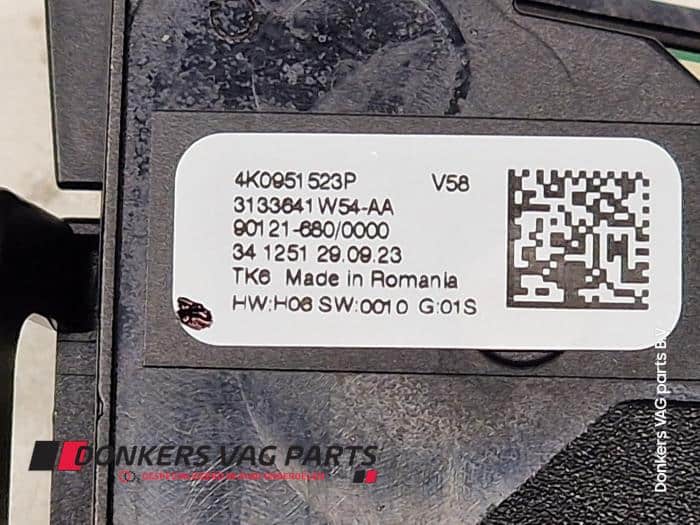 4K0951523P V58
3133641W54-AA
90121-680/0000
34 1251 29.09.23
TK6 Made in Romania
HW:H06 SW:0010 G:01S
Donkers VAG parts B.V.
DONKERS VAG PARTS